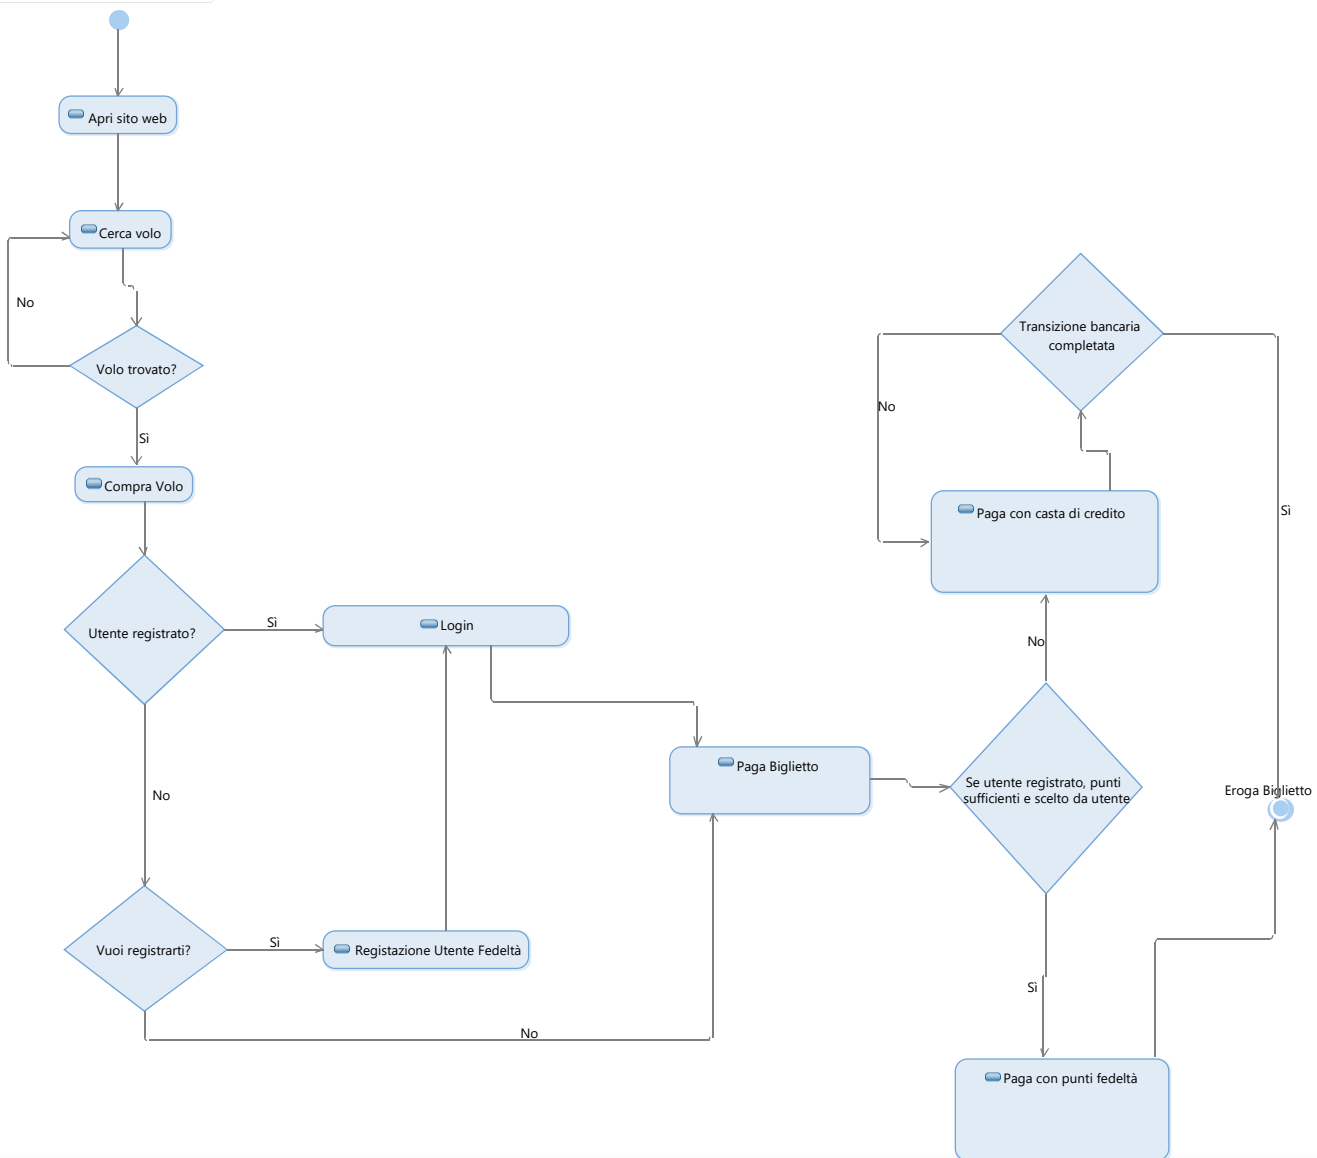 Apri sito web
Cerca volo
No
Volo trovato?
Sì
Compra Volo
Utente registrato?
Sì
Login
No
Vuoi registrarti?
Sì
Registazione Utente Fedeltà
No
Paga Biglietto
Se utente registrato, punti
sufficienti e scelto da utente
No
Paga con casta di credito
No
Transizione bancaria
completata
Sì
Eroga Biglietto
Sì
Paga con punti fedeltà